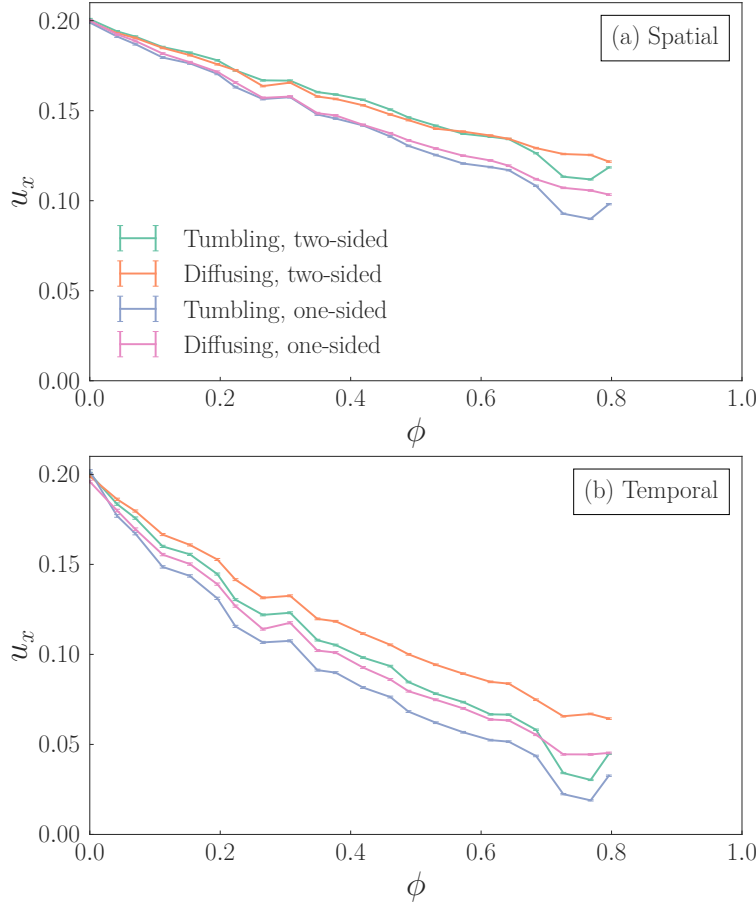 0.20
(a) Spatial
0.15
u_x
0.10
Tumbling, two-sided
Diffusing, two-sided
0.05
Tumbling, one-sided
Diffusing, one-sided
0.00
0.0 0.2 0.4 0.6 0.8 1.0
ϕ
0.20
(b) Temporal
0.15
u_x
0.10
0.05
0.00
0.0 0.2 0.4 0.6 0.8 1.0
ϕ